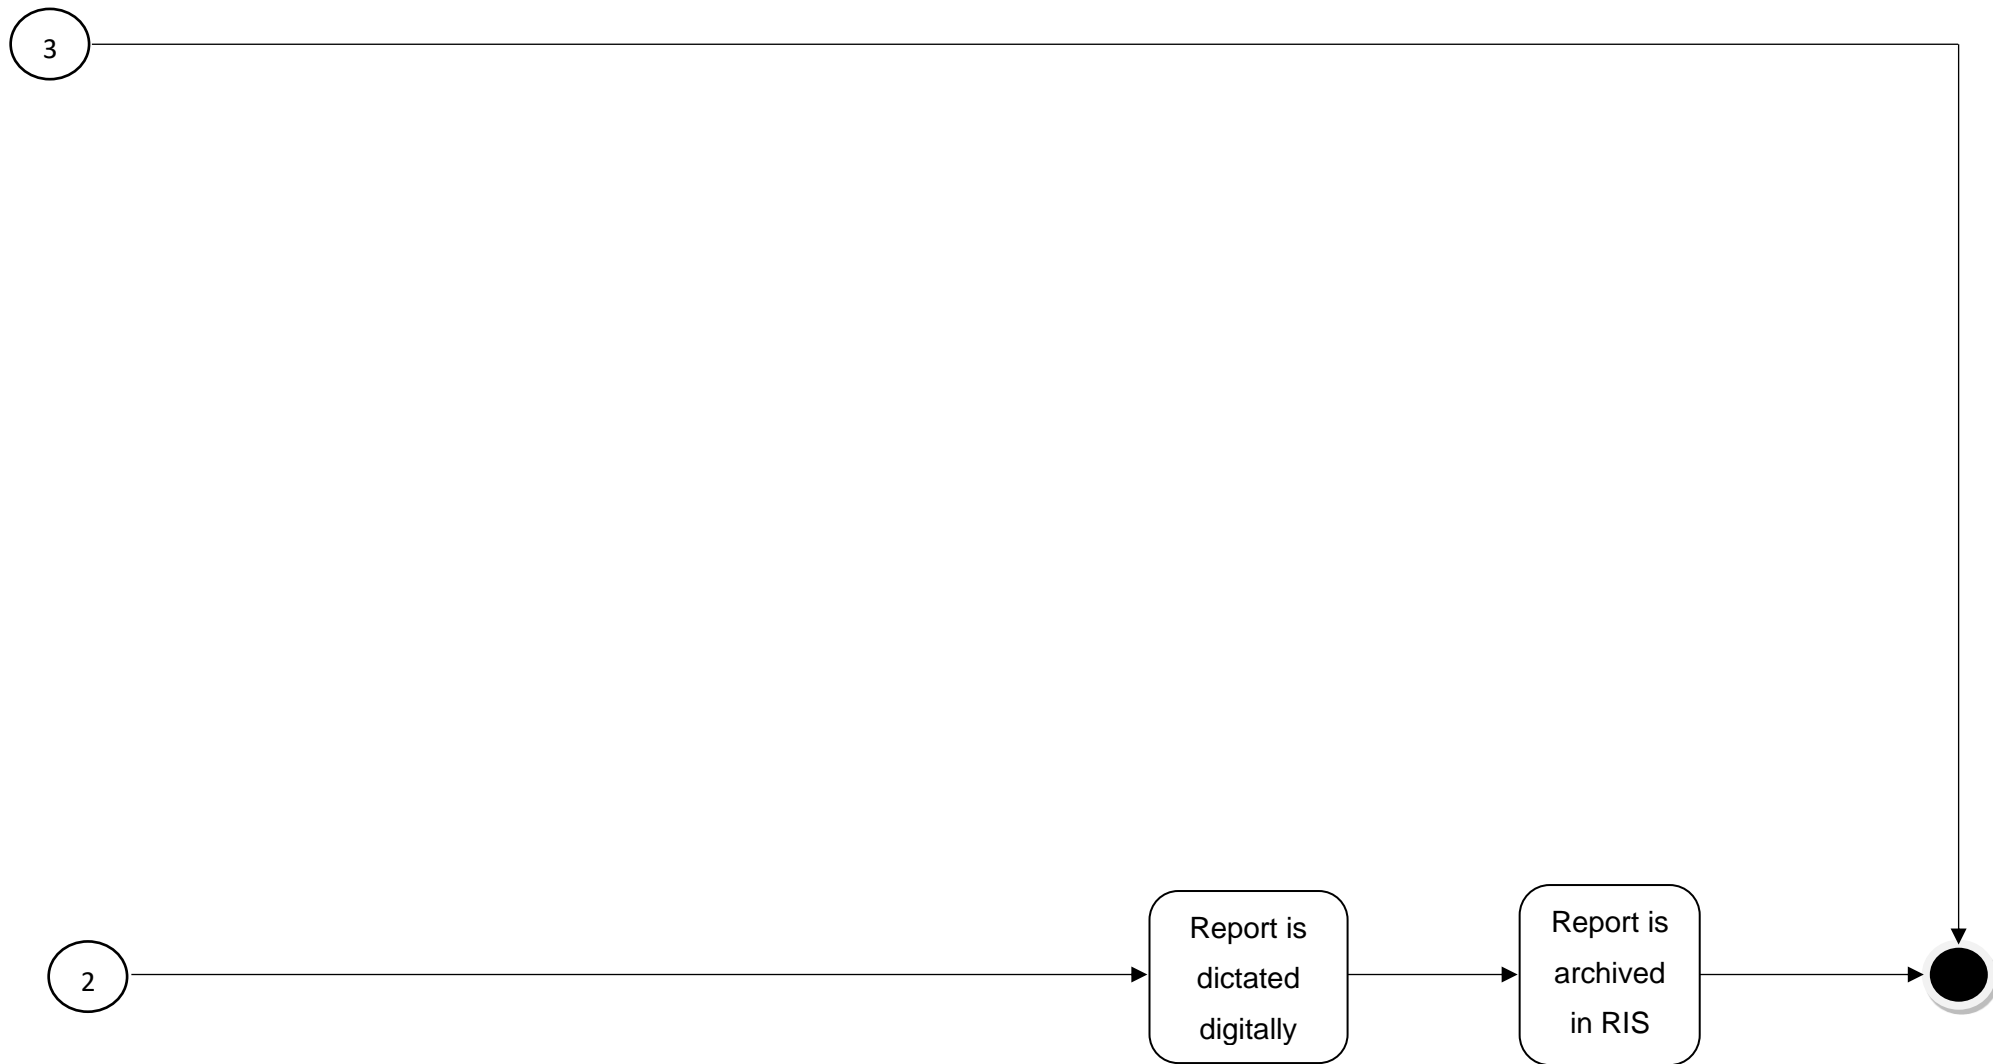 3
Report is
dictated
digitally
Report is
archived
in RIS
2